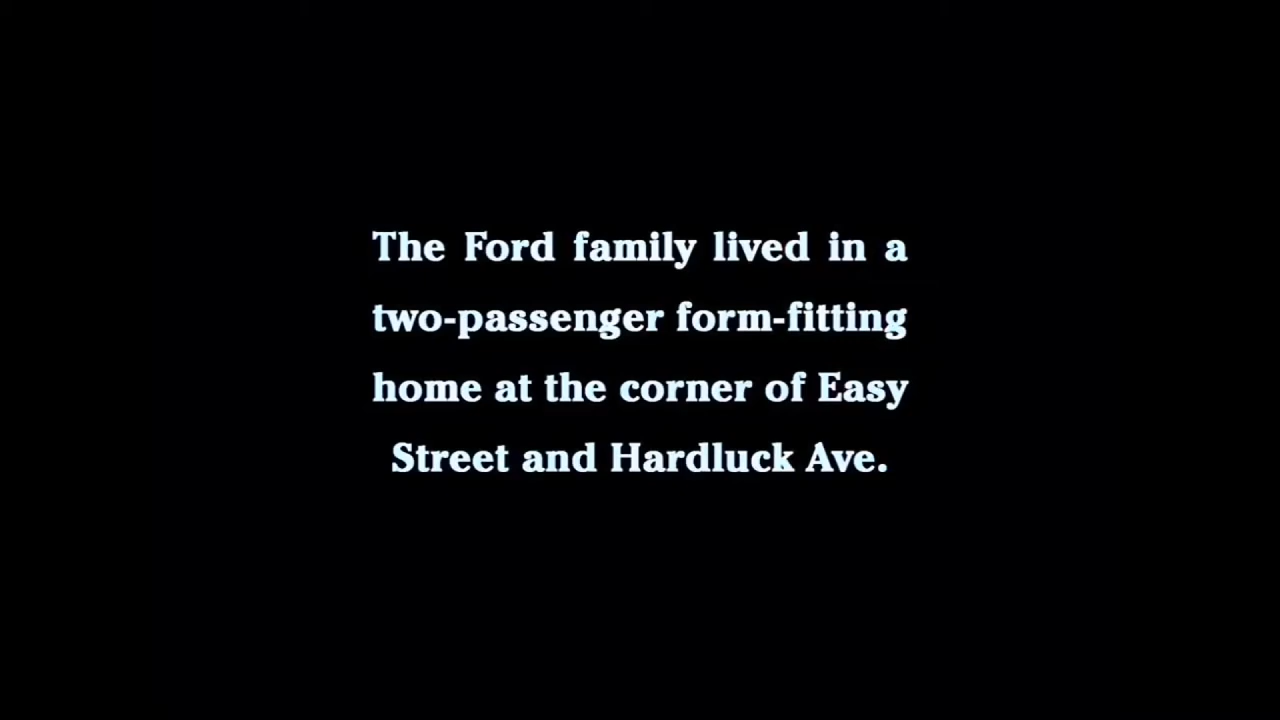 The Ford family lived in a
two-passenger form-fitting
home at the corner of Easy
Street and Hardluck Ave.